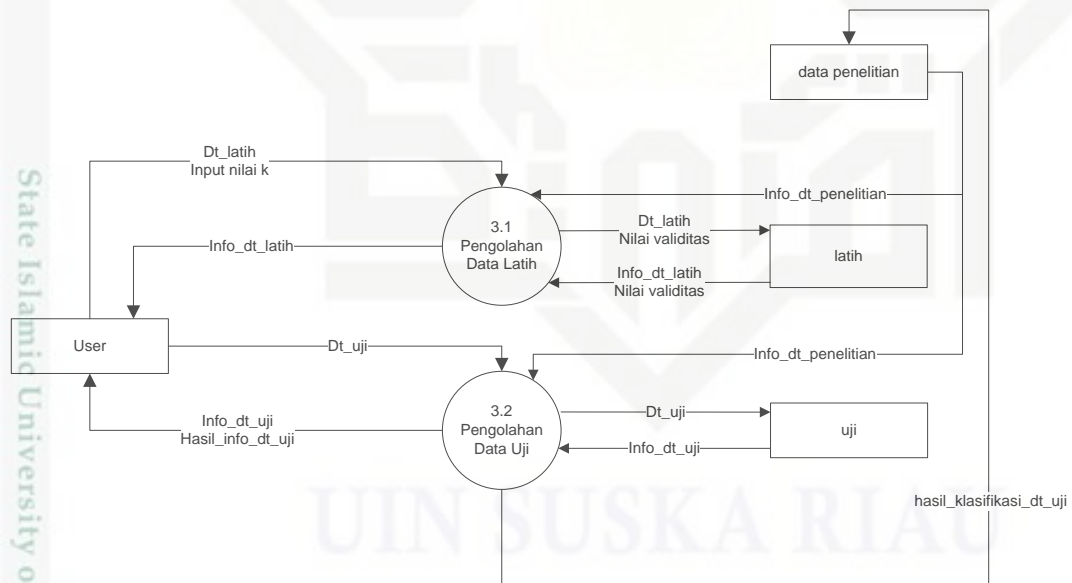 data penelitian
Dt_latih
Input nilai k
Info_dt_penelitian
3.1
Pengolahan
Data Latih
Dt_latih
Nilai validitas
latih
Info_dt_latih
Info_dt_latih
Nilai validitas
User
Dt_uji
Info_dt_penelitian
3.2
Pengolahan
Data Uji
Dt_uji
uji
Info_dt_uji
Hasil_info_dt_uji
Info_dt_uji
hasil_klasifikasi_dt_uji
State Islamic University o
UIN SUSKA RIAU